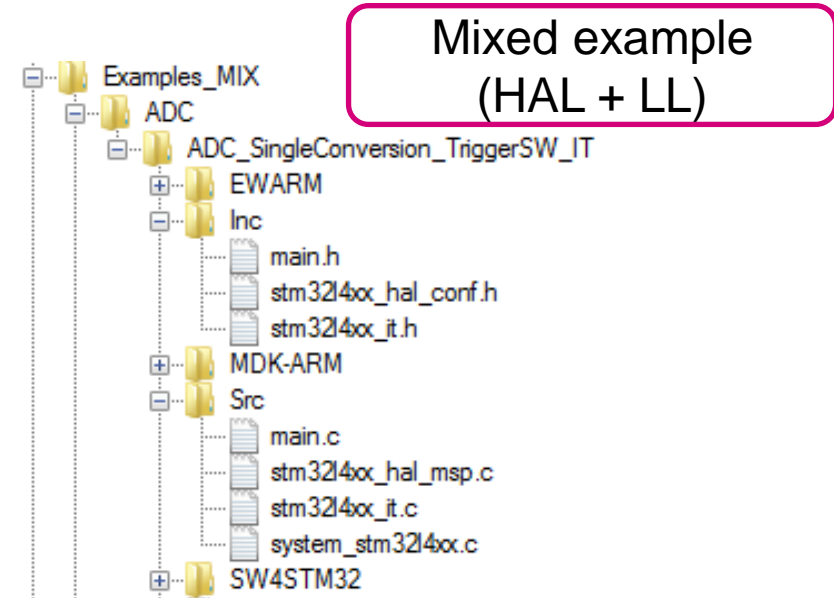 Mixed example
(HAL + LL)
Examples_MIX
ADC
ADC_SingleConversion_TriggerSW_IT
EWARM
Inc
main.h
stm32l4xx_hal_conf.h
stm32l4xx_it.h
MDK-ARM
Src
main.c
stm32l4xx_hal_msp.c
stm32l4xx_it.c
system_stm32l4xx.c
SW4STM32